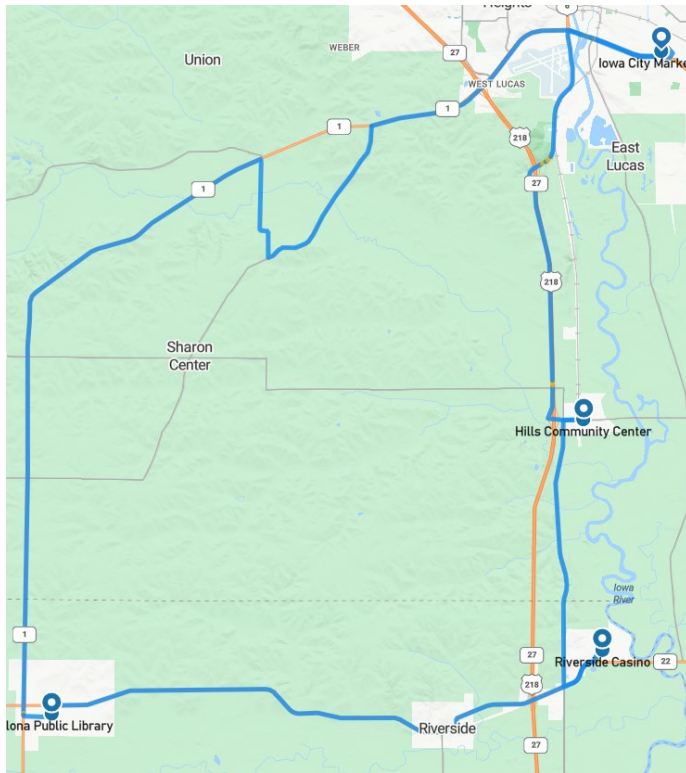 Heights
6
Union
WEBER
27
Iowa City Marke
WEST LUCAS
1
1
218
East
Lucas
27
1
218
Sharon
Center
Hills Community Center
Iowa
River
1
27
Riverside Casino
22
218
lona Public Library
Riverside
27